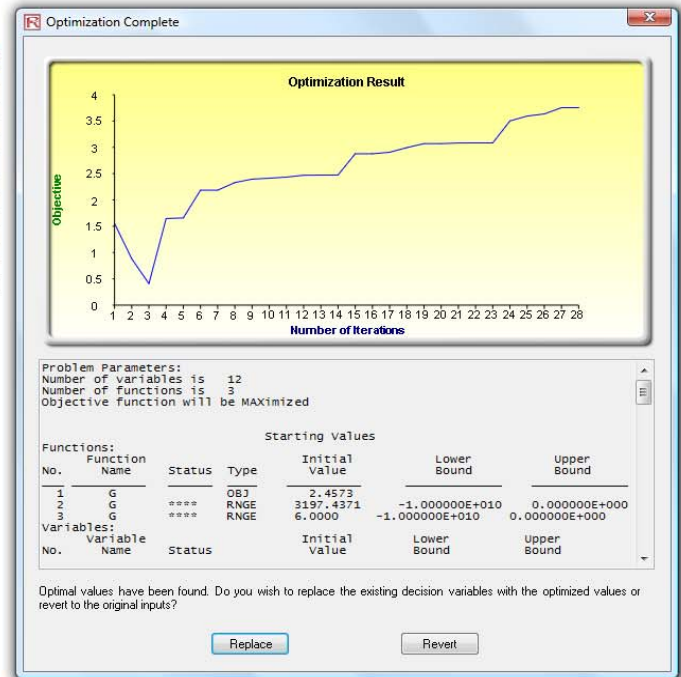 Optimization Complete
Optimization Result
Objective
4
3.5
3
2.5
2
1.5
1
0.5
0
1 2 3 4 5 6 7 8 9 10 11 12 13 14 15 16 17 18 19 20 21 22 23 24 25 26 27 28
Number of Iterations
Problem Parameters:
Number of variables is 12
Number of functions is 3
Objective function will be MAXimized
Starting Values
Functions:
Function Initial Lower Upper
No. Name Status Type Value Bound Bound
1 G OBJ 2.4573
2 G **** RNGE 3197.4371 -1.000000E+010 0.000000E+000
3 G **** RNGE 6.0000 -1.000000E+010 0.000000E+000
Variables:
Variable Initial Lower Upper
No. Name Status Value Bound Bound
Optimal values have been found. Do you wish to replace the existing decision variables with the optimized values or
revert to the original inputs?
Replace Revert